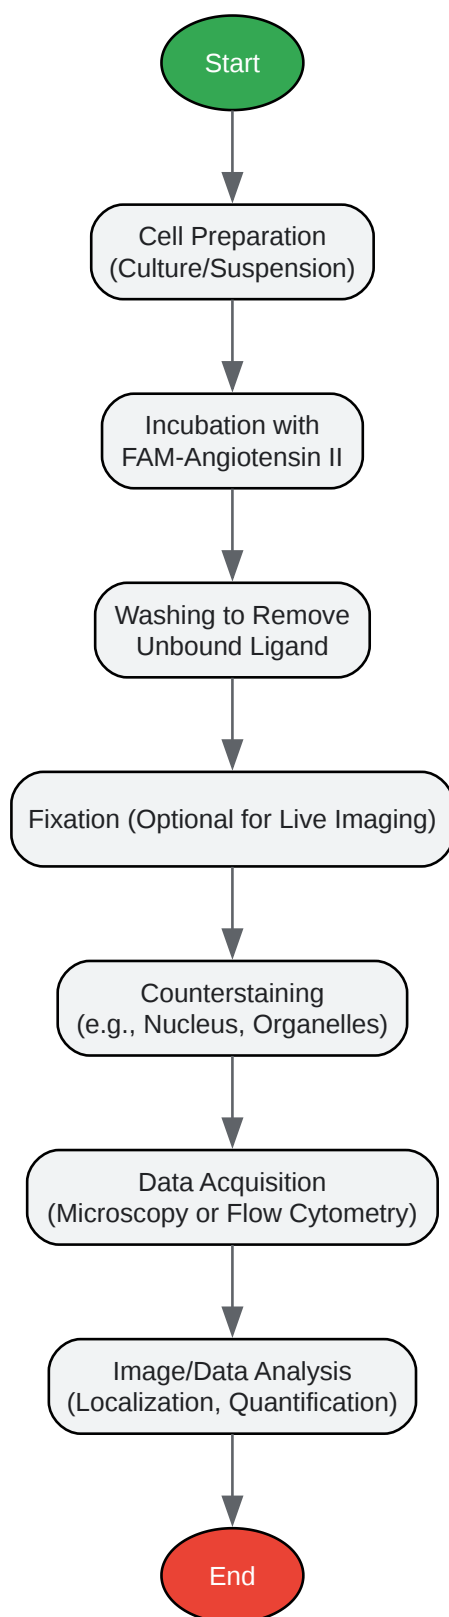 Start
Cell Preparation
(Culture/Suspension)
Incubation with
FAM-Angiotensin II
Washing to Remove
Unbound Ligand
Fixation (Optional for Live Imaging)
Counterstaining
(e.g., Nucleus, Organelles)
Data Acquisition
(Microscopy or Flow Cytometry)
Image/Data Analysis
(Localization, Quantification)
End